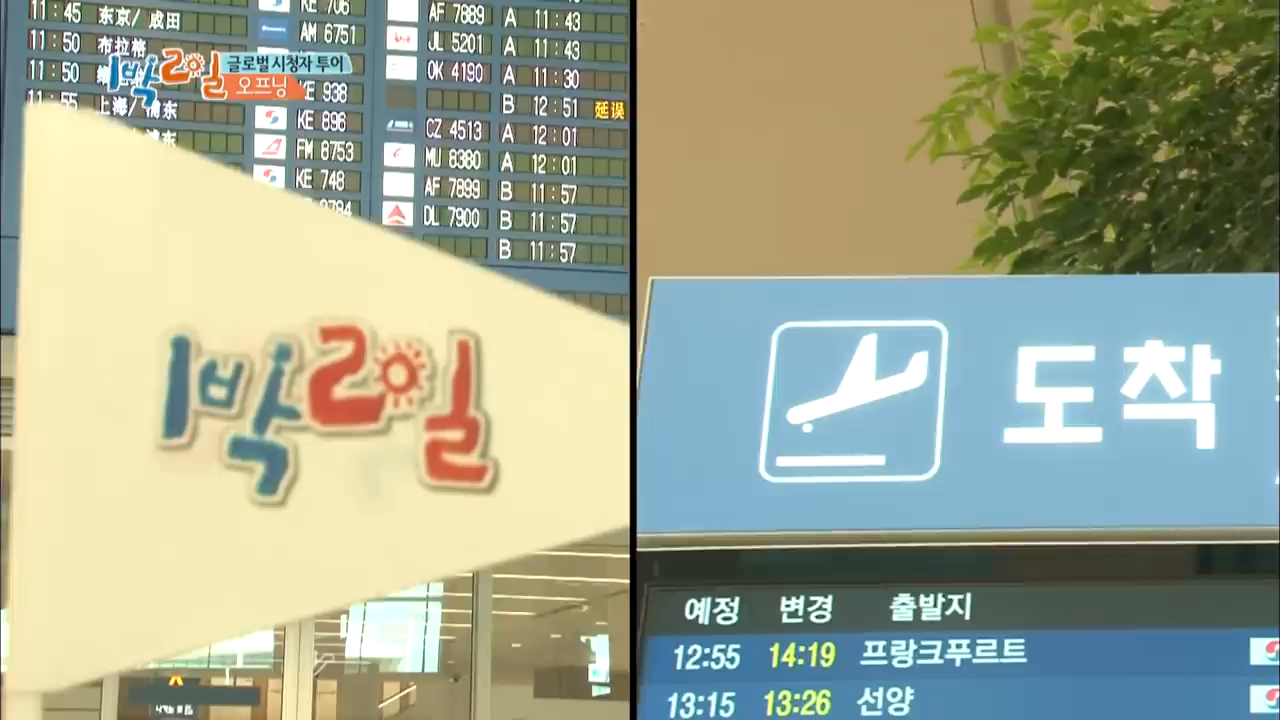 11:45 东京/成田 KE 706 AF 7889 A 11:43
11:50 布拉格 AM 6751 JL 5201 A 11:43
11:50 OK 4190 A 11:30
1박2일 글로벌 시청자 투어
오프닝
KE 938 B 12:51 延误
11:55 上海/浦东 KE 896 CZ 4513 A 12:01
浦东 FM 8753 MU 8380 A 12:01
KE 748 AF 7899 B 11:57
DL 7900 B 11:57
B 11:57
1박2일
도착
예정 변경 출발지
12:55 14:19 프랑크푸르트
13:15 13:26 선양